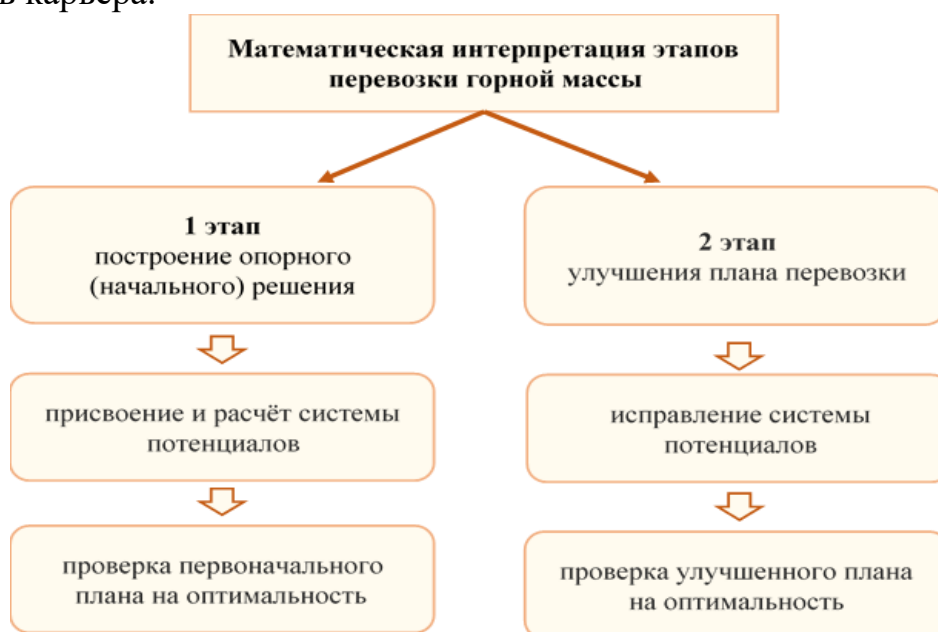 в карьера.
Математическая интерпретация этапов
перевозки горной массы
1 этап
построение опорного
(начального) решения
2 этап
улучшения плана перевозки
присвоение и расчёт системы
потенциалов
исправление системы
потенциалов
проверка первоначального
плана на оптимальность
проверка улучшенного плана
на оптимальность